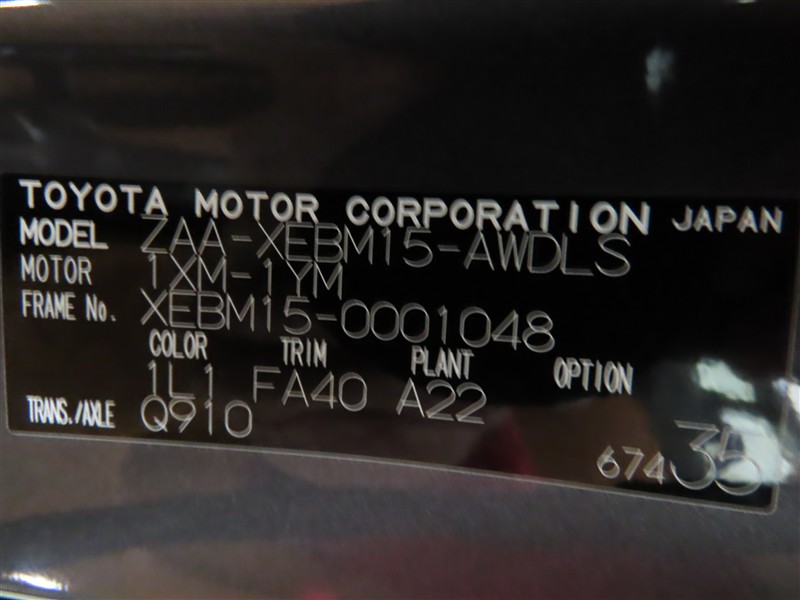 TOYOTA MOTOR CORPORATION JAPAN
MODEL ZAA-XEBM15-AWDLS
MOTOR 1XM-1YM
FRAME No. XEBM15-0001048
COLOR TRIM PLANT OPTION
1L1 FA40 A22
TRANS./AXLE Q910
67435